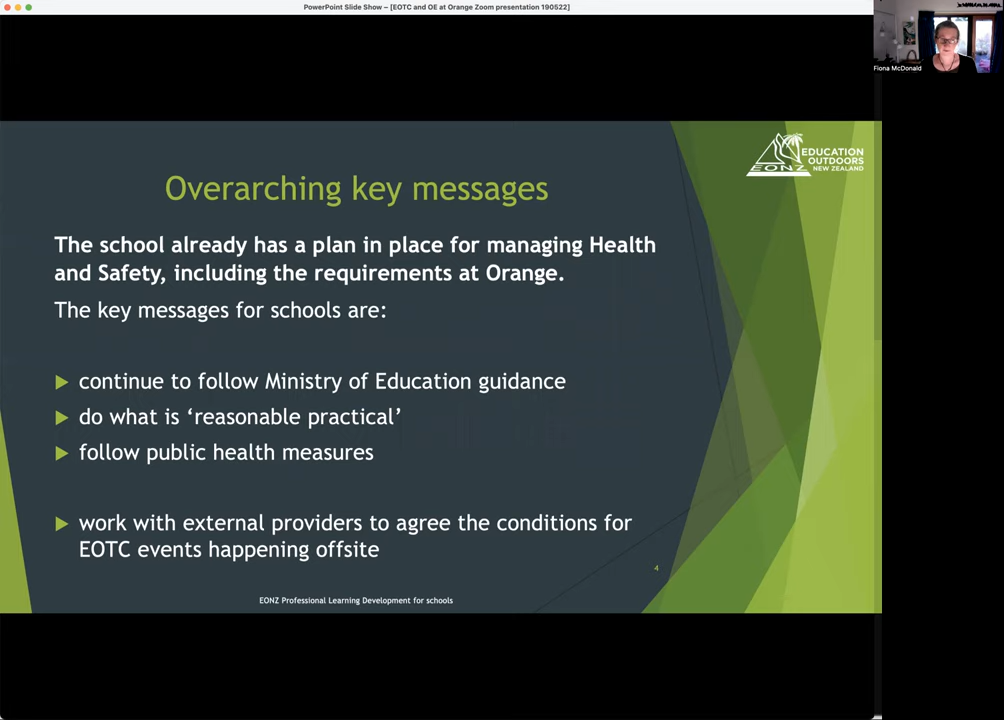 PowerPoint Slide Show – [EOTC and OE at Orange Zoom presentation 190522]
Fiona McDonald
EONZ
EDUCATION
OUTDOORS
NEW ZEALAND
Overarching key messages
The school already has a plan in place for managing Health
and Safety, including the requirements at Orange.
The key messages for schools are:
continue to follow Ministry of Education guidance
do what is ‘reasonable practical’
follow public health measures
work with external providers to agree the conditions for
EOTC events happening offsite
4
EONZ Professional Learning Development for schools